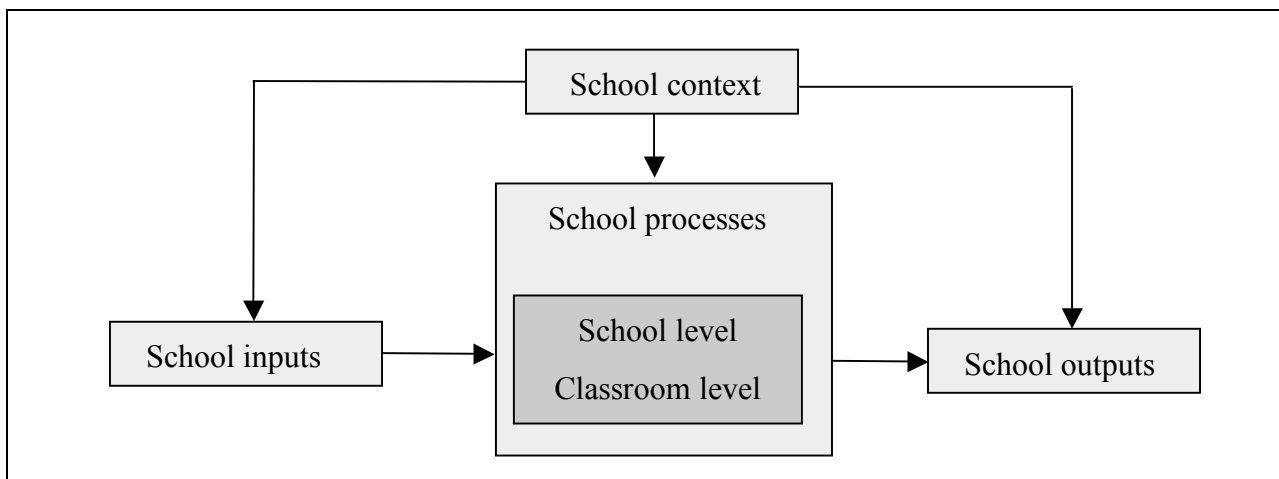 School context
School processes
School level
Classroom level
School inputs
School outputs